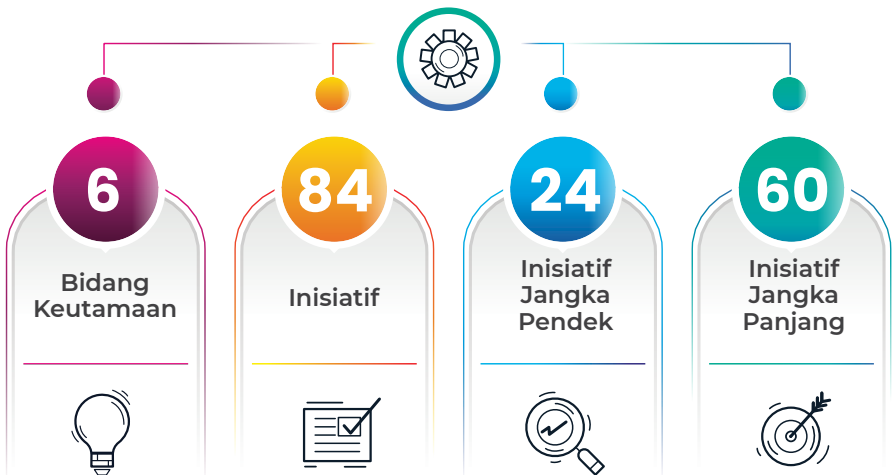 6
Bidang
Keutamaan
84
Inisiatif
24
Inisiatif
Jangka
Pendek
60
Inisiatif
Jangka
Panjang